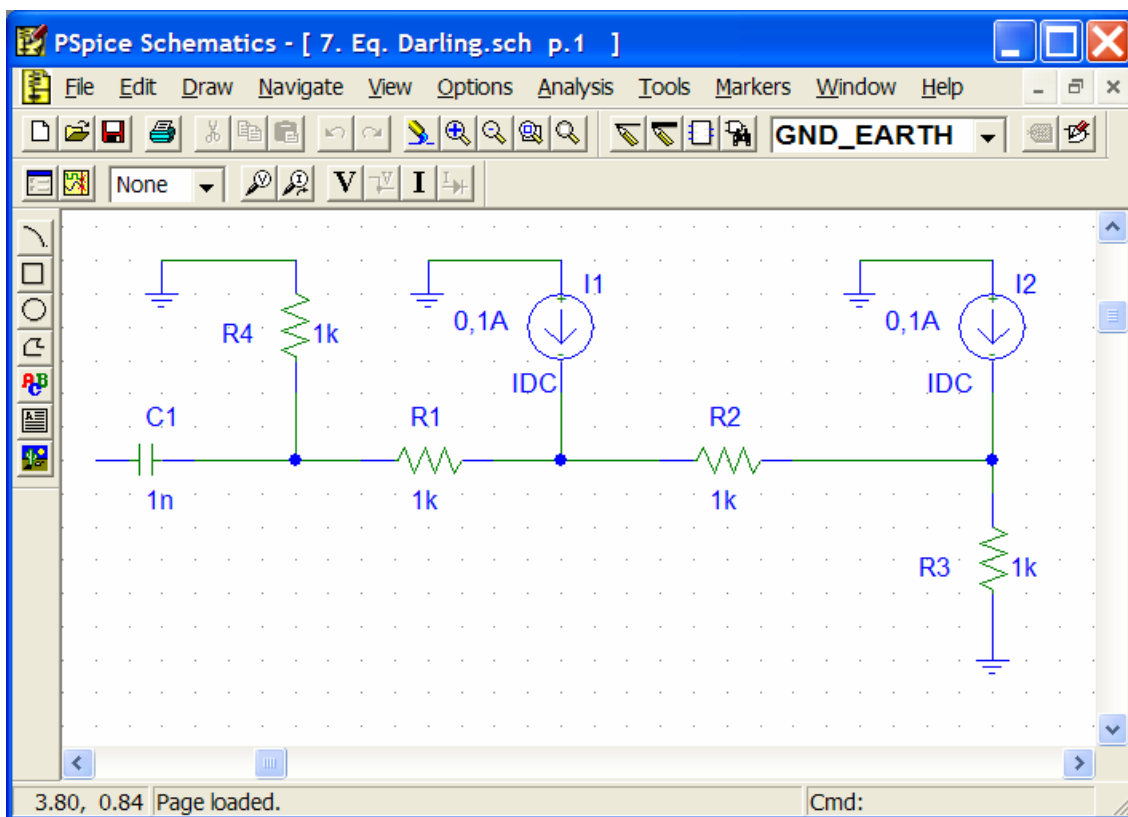 PSpice Schematics - [ 7. Eq. Darling.sch p.1 ]
File Edit Draw Navigate View Options Analysis Tools Markers Window Help
GND_EARTH
None V V I I
ABC
I1
I2
0,1A
0,1A
R4
1k
IDC
IDC
C1
R1
R2
1n
1k
1k
R3
1k
3.80, 0.84 Page loaded. Cmd: